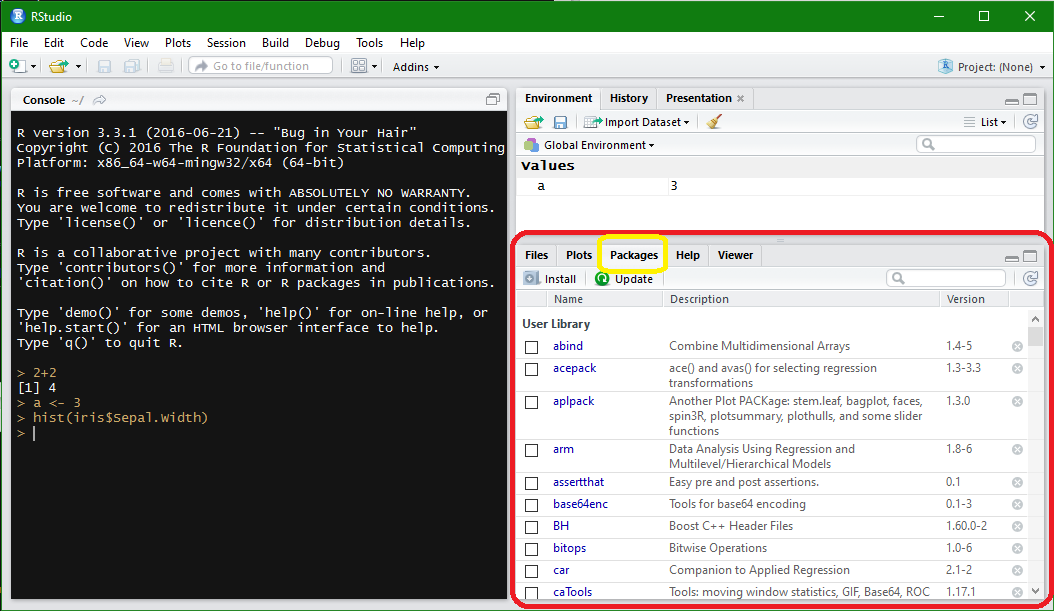 RStudio
File Edit Code View Plots Session Build Debug Tools Help
Go to file/function Addins Project: (None)
Console ~/
R version 3.3.1 (2016-06-21) -- "Bug in Your Hair"
Copyright (C) 2016 The R Foundation for Statistical Computing
Platform: x86_64-w64-mingw32/x64 (64-bit)
R is free software and comes with ABSOLUTELY NO WARRANTY.
You are welcome to redistribute it under certain conditions.
Type 'license()' or 'licence()' for distribution details.
R is a collaborative project with many contributors.
Type 'contributors()' for more information and
'citation()' on how to cite R or R packages in publications.
Type 'demo()' for some demos, 'help()' for on-line help, or
'help.start()' for an HTML browser interface to help.
Type 'q()' to quit R.
> 2+2
[1] 4
> a <- 3
> hist(iris$Sepal.Width)
>
Environment History Presentation
Import Dataset List
Global Environment
Values
a 3
Files Plots Packages Help Viewer
Install Update
Name Description Version
User Library
abind Combine Multidimensional Arrays 1.4-5
acepack ace() and avas() for selecting regression 1.3-3.3
transformations
aplpack Another Plot PACKage: stem.leaf, bagplot, faces, 1.3.0
spin3R, plotsummary, plothulls, and some slider
functions
arm Data Analysis Using Regression and 1.8-6
Multilevel/Hierarchical Models
assertthat Easy pre and post assertions. 0.1
base64enc Tools for base64 encoding 0.1-3
BH Boost C++ Header Files 1.60.0-2
bitops Bitwise Operations 1.0-6
car Companion to Applied Regression 2.1-2
caTools Tools: moving window statistics, GIF, Base64, ROC 1.17.1